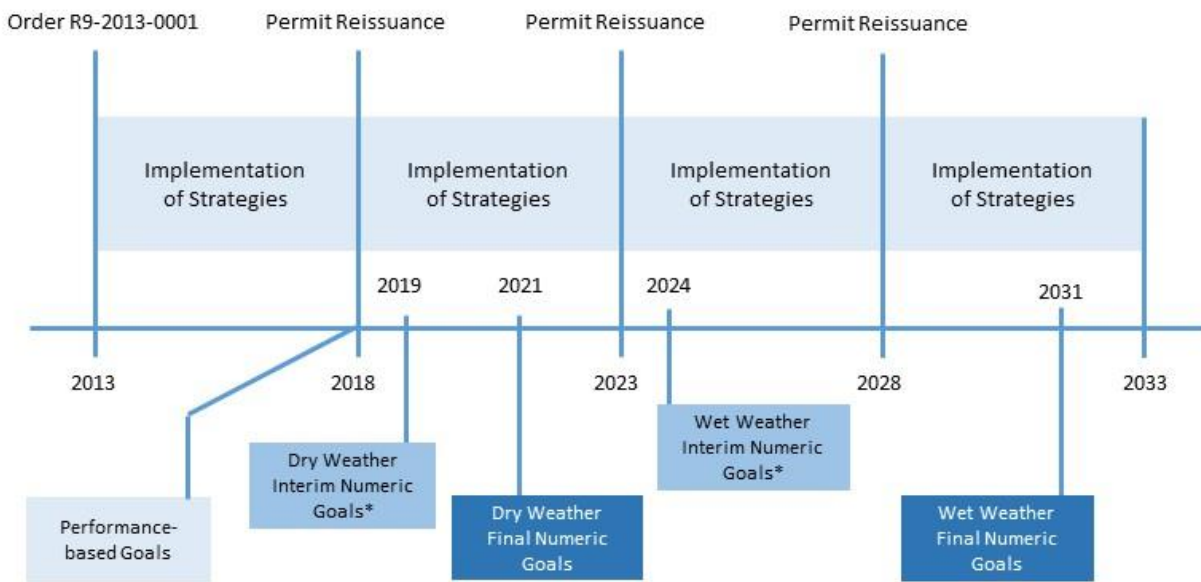 Order R9-2013-0001
Permit Reissuance
Permit Reissuance
Permit Reissuance
Implementation
of Strategies
Implementation
of Strategies
Implementation
of Strategies
Implementation
of Strategies
2019
2021
2024
2031
2013
2018
2023
2028
2033
Performance-
based Goals
Dry Weather
Interim Numeric
Goals*
Dry Weather
Final Numeric
Goals
Wet Weather
Interim Numeric
Goals*
Wet Weather
Final Numeric
Goals